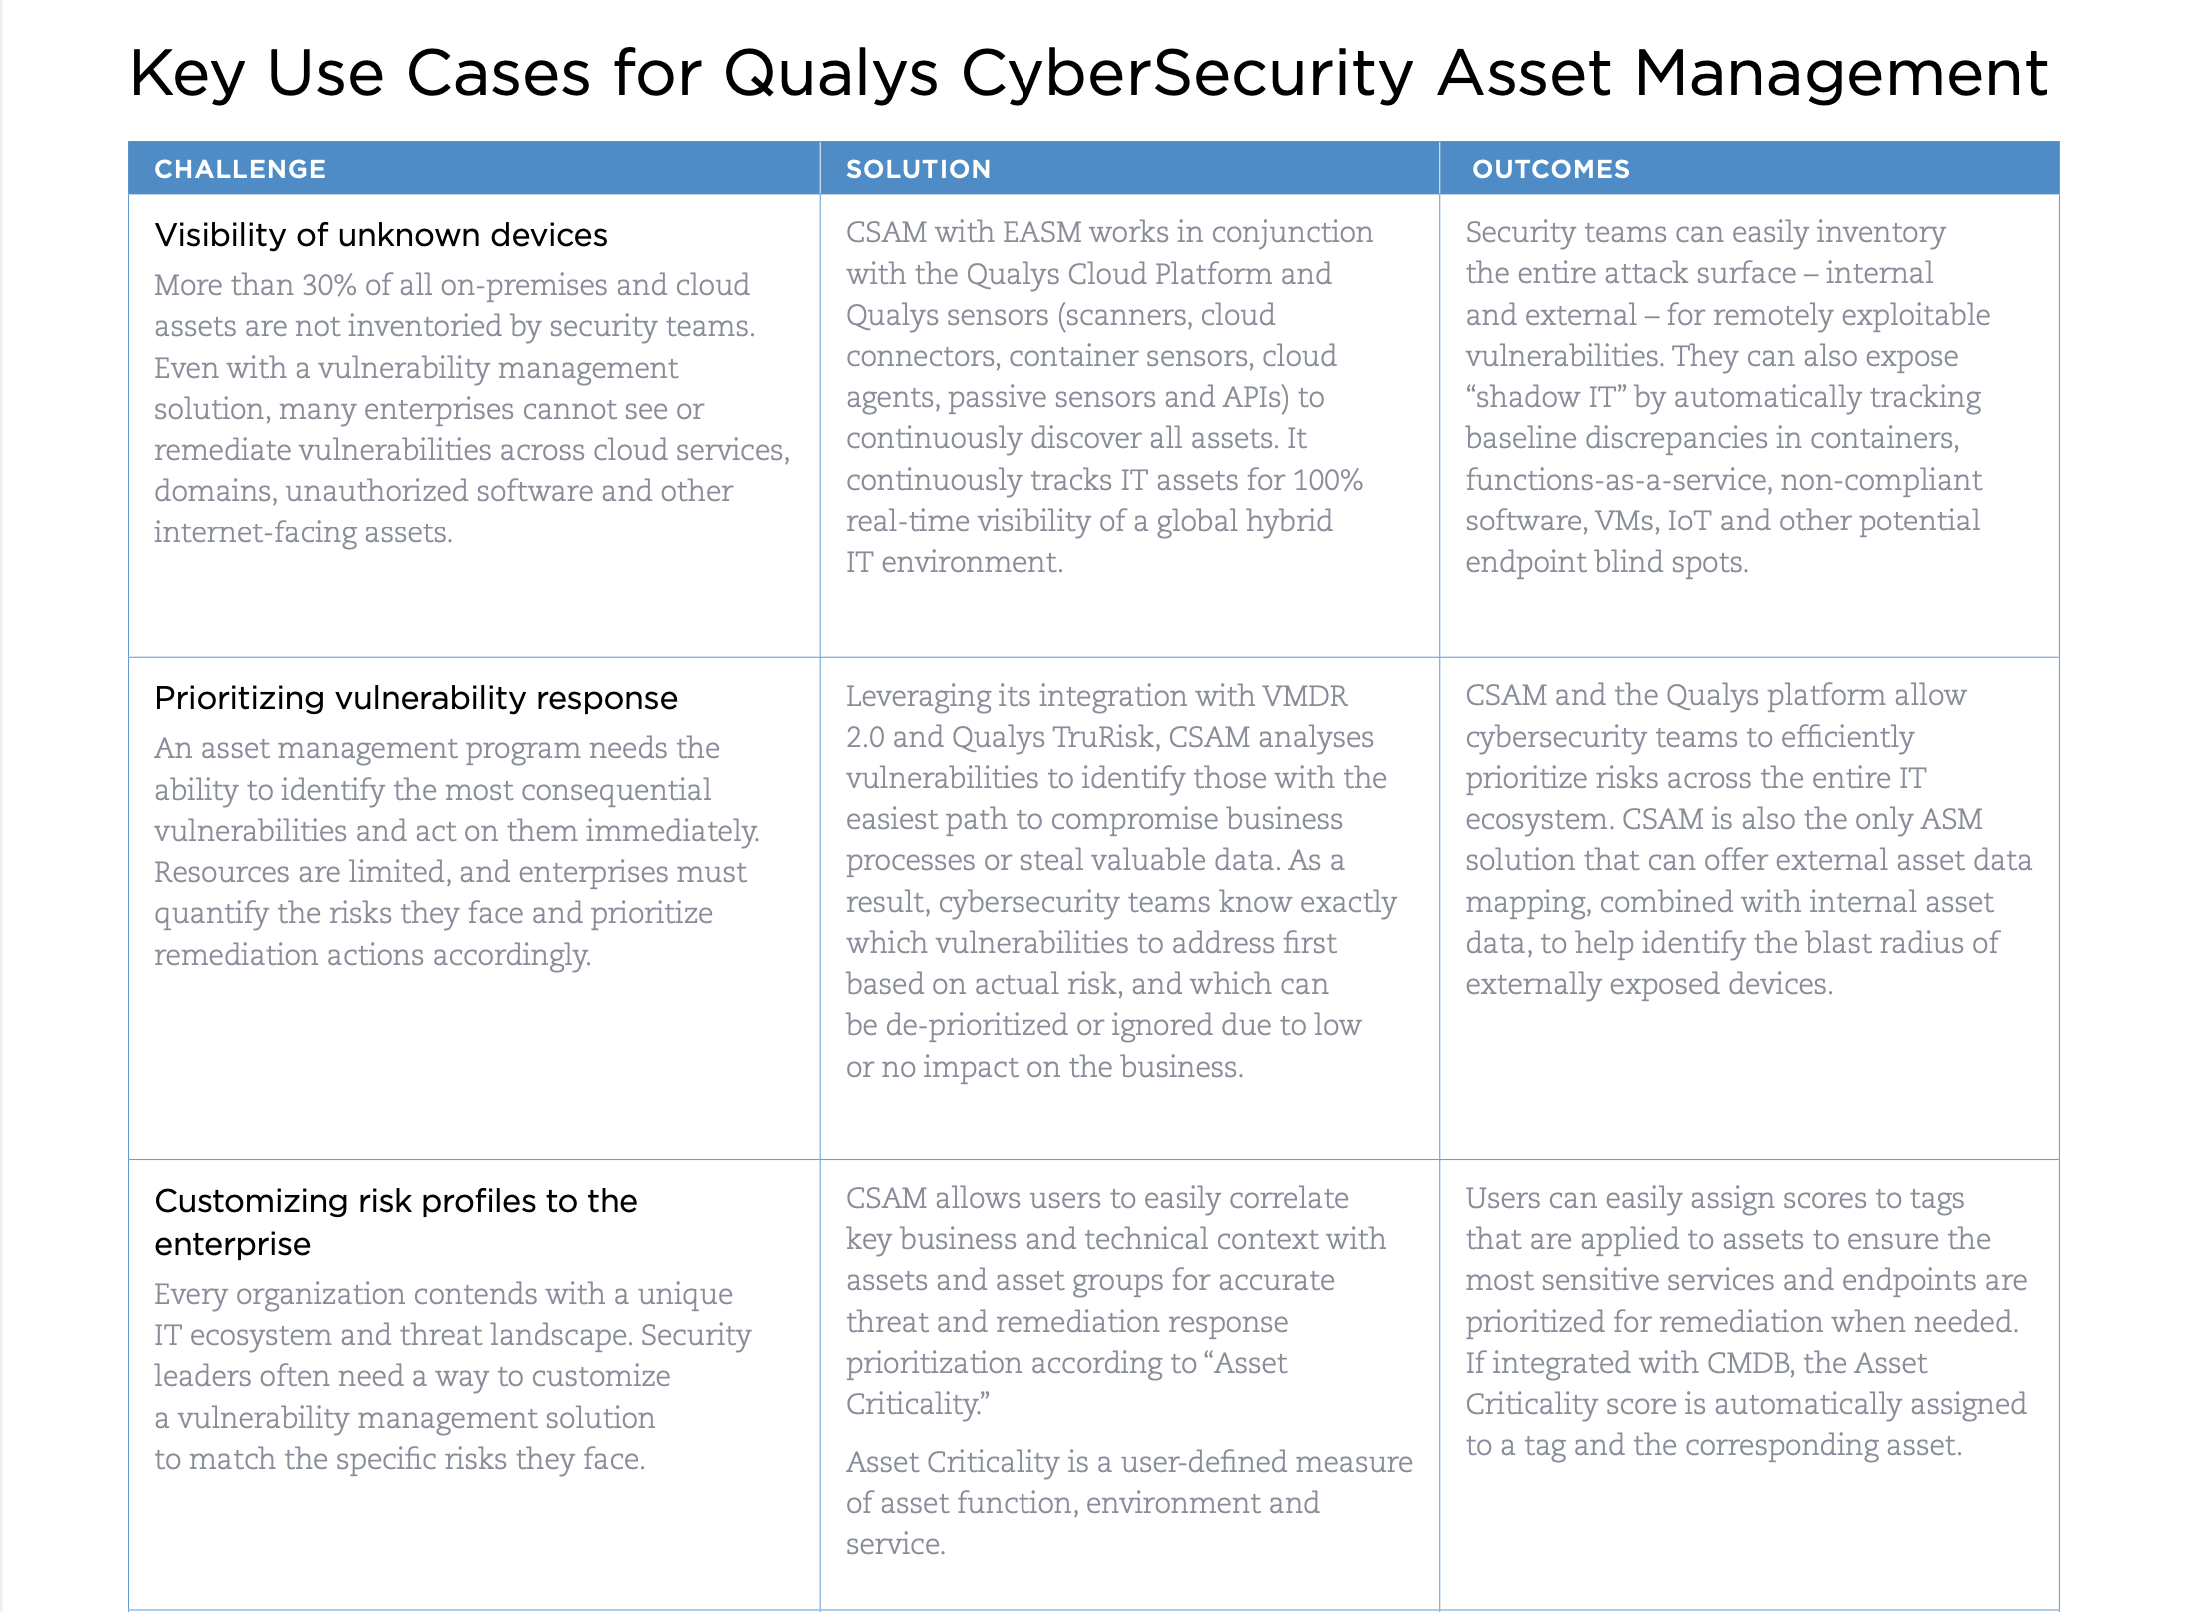 Key Use Cases for Qualys CyberSecurity Asset Management
CHALLENGE
SOLUTION
OUTCOMES
Visibility of unknown devices
More than 30% of all on-premises and cloud
assets are not inventoried by security teams.
Even with a vulnerability management
solution, many enterprises cannot see or
remediate vulnerabilities across cloud services,
domains, unauthorized software and other
internet-facing assets.
CSAM with EASM works in conjunction
with the Qualys Cloud Platform and
Qualys sensors (scanners, cloud
connectors, container sensors, cloud
agents, passive sensors and APIs) to
continuously discover all assets. It
continuously tracks IT assets for 100%
real-time visibility of a global hybrid
IT environment.
Security teams can easily inventory
the entire attack surface – internal
and external – for remotely exploitable
vulnerabilities. They can also expose
“shadow IT” by automatically tracking
baseline discrepancies in containers,
functions-as-a-service, non-compliant
software, VMs, IoT and other potential
endpoint blind spots.
Prioritizing vulnerability response
An asset management program needs the
ability to identify the most consequential
vulnerabilities and act on them immediately.
Resources are limited, and enterprises must
quantify the risks they face and prioritize
remediation actions accordingly.
Leveraging its integration with VMDR
2.0 and Qualys TruRisk, CSAM analyses
vulnerabilities to identify those with the
easiest path to compromise business
processes or steal valuable data. As a
result, cybersecurity teams know exactly
which vulnerabilities to address first
based on actual risk, and which can
be de-prioritized or ignored due to low
or no impact on the business.
CSAM and the Qualys platform allow
cybersecurity teams to efficiently
prioritize risks across the entire IT
ecosystem. CSAM is also the only ASM
solution that can offer external asset data
mapping, combined with internal asset
data, to help identify the blast radius of
externally exposed devices.
Customizing risk profiles to the
enterprise
Every organization contends with a unique
IT ecosystem and threat landscape. Security
leaders often need a way to customize
a vulnerability management solution
to match the specific risks they face.
CSAM allows users to easily correlate
key business and technical context with
assets and asset groups for accurate
threat and remediation response
prioritization according to “Asset
Criticality.”
Asset Criticality is a user-defined measure
of asset function, environment and
service.
Users can easily assign scores to tags
that are applied to assets to ensure the
most sensitive services and endpoints are
prioritized for remediation when needed.
If integrated with CMDB, the Asset
Criticality score is automatically assigned
to a tag and the corresponding asset.